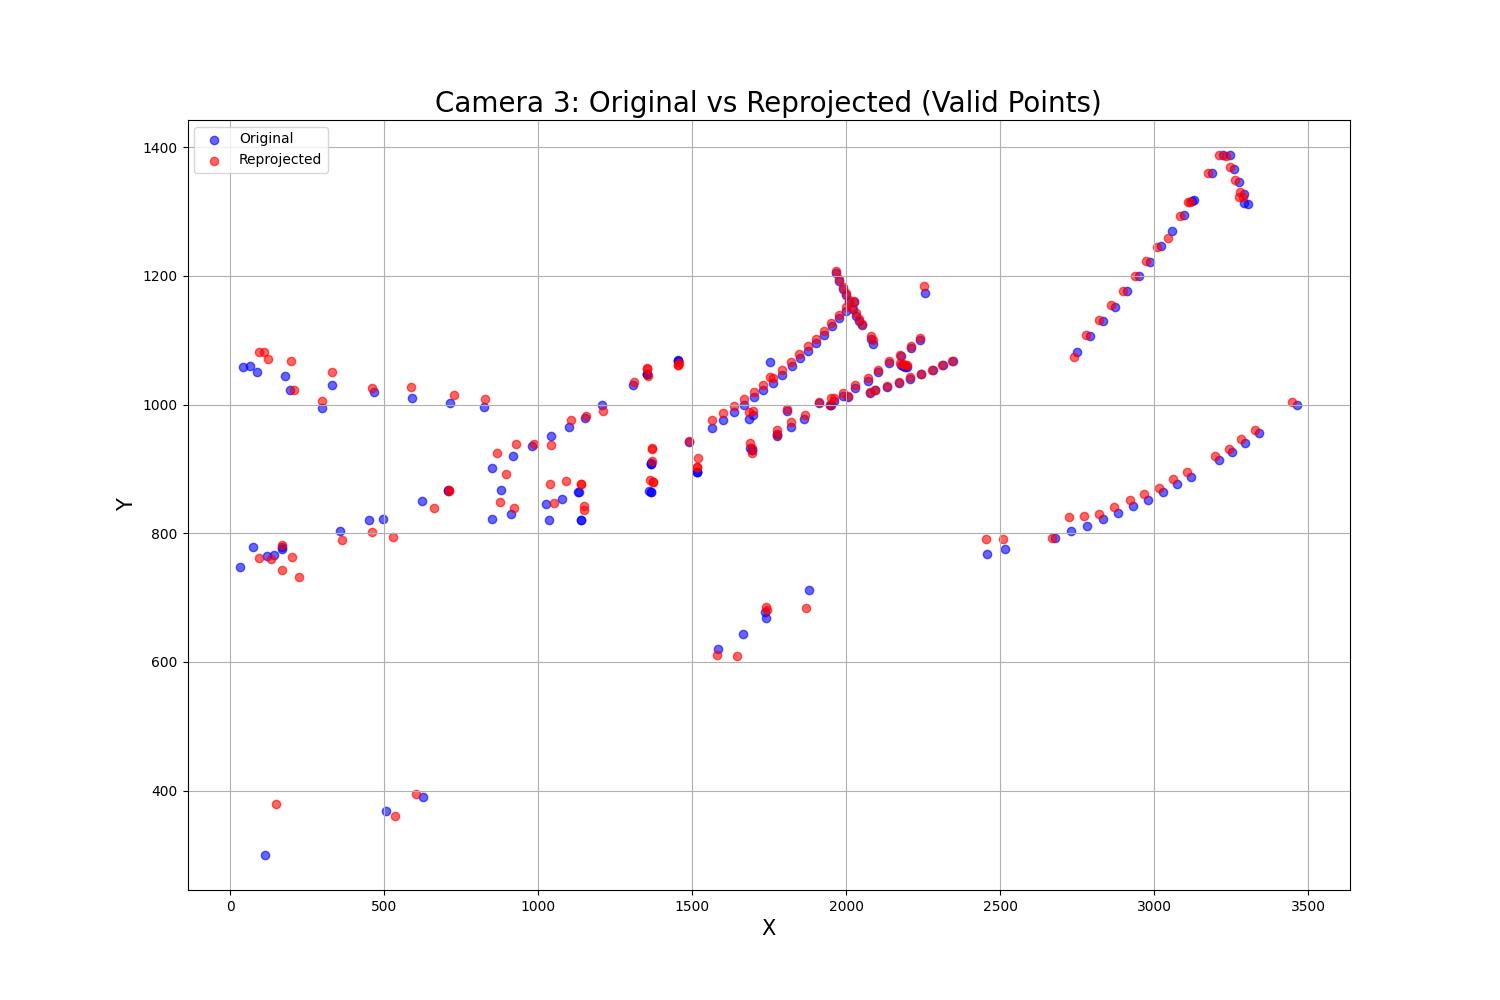 Camera 3: Original vs Reprojected (Valid Points)
Original
Reprojected
1400
1200
1000
800
600
400
Y
0 500 1000 1500 2000 2500 3000 3500
X